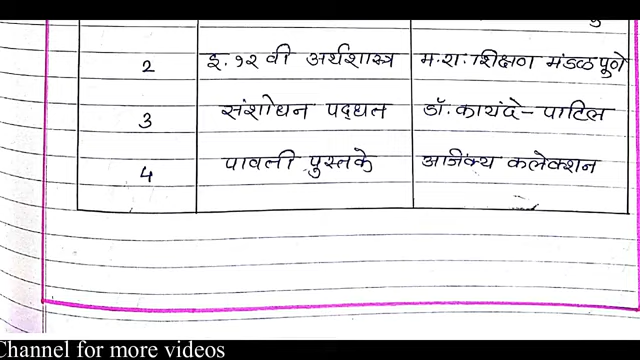 2 इ. १२ वी अर्थशास्त्र म. रा. शिक्षण मंडळ पुणे
3 संशोधन पद्धत डॉ. कायंदे - पाटिल
4 पावती पुस्तके अजिंक्य कलेक्शन
Channel for more videos